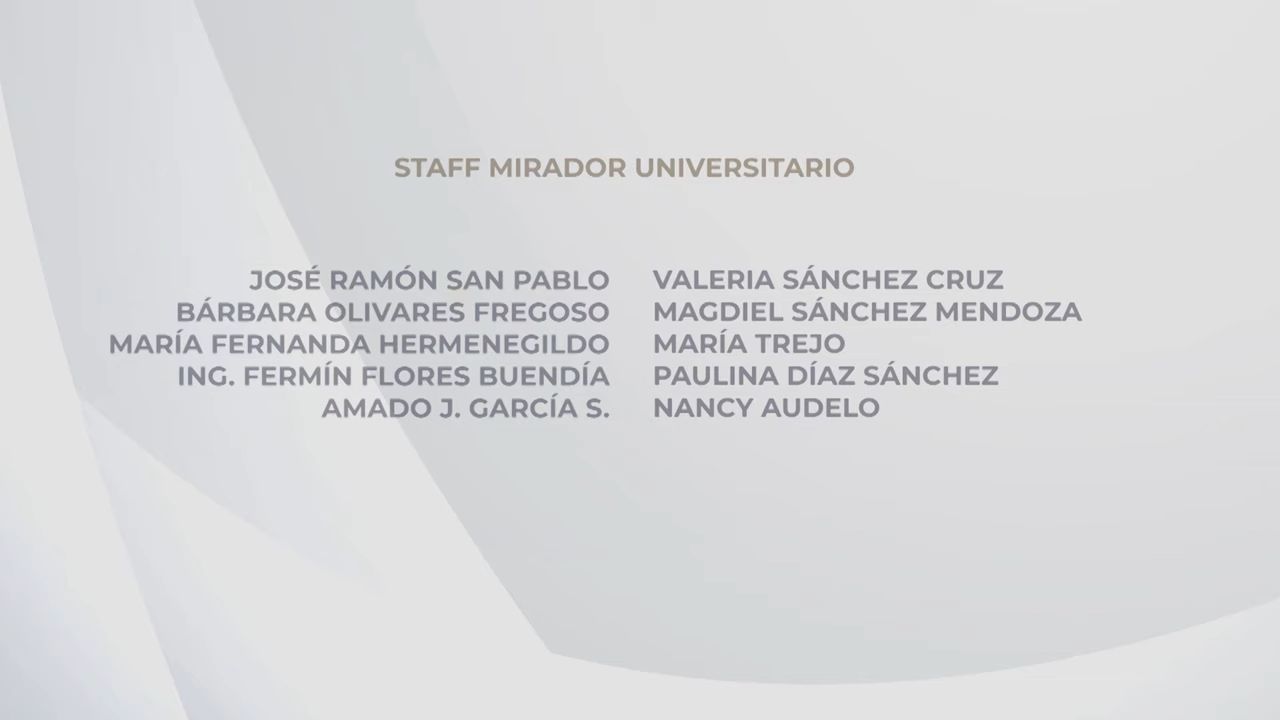 STAFF MIRADOR UNIVERSITARIO
JOSÉ RAMÓN SAN PABLO
BÁRBARA OLIVARES FREGOSO
MARÍA FERNANDA HERMENEGILDO
ING. FERMÍN FLORES BUENDÍA
AMADO J. GARCÍA S.
VALERIA SÁNCHEZ CRUZ
MAGDIEL SÁNCHEZ MENDOZA
MARÍA TREJO
PAULINA DÍAZ SÁNCHEZ
NANCY AUDELO